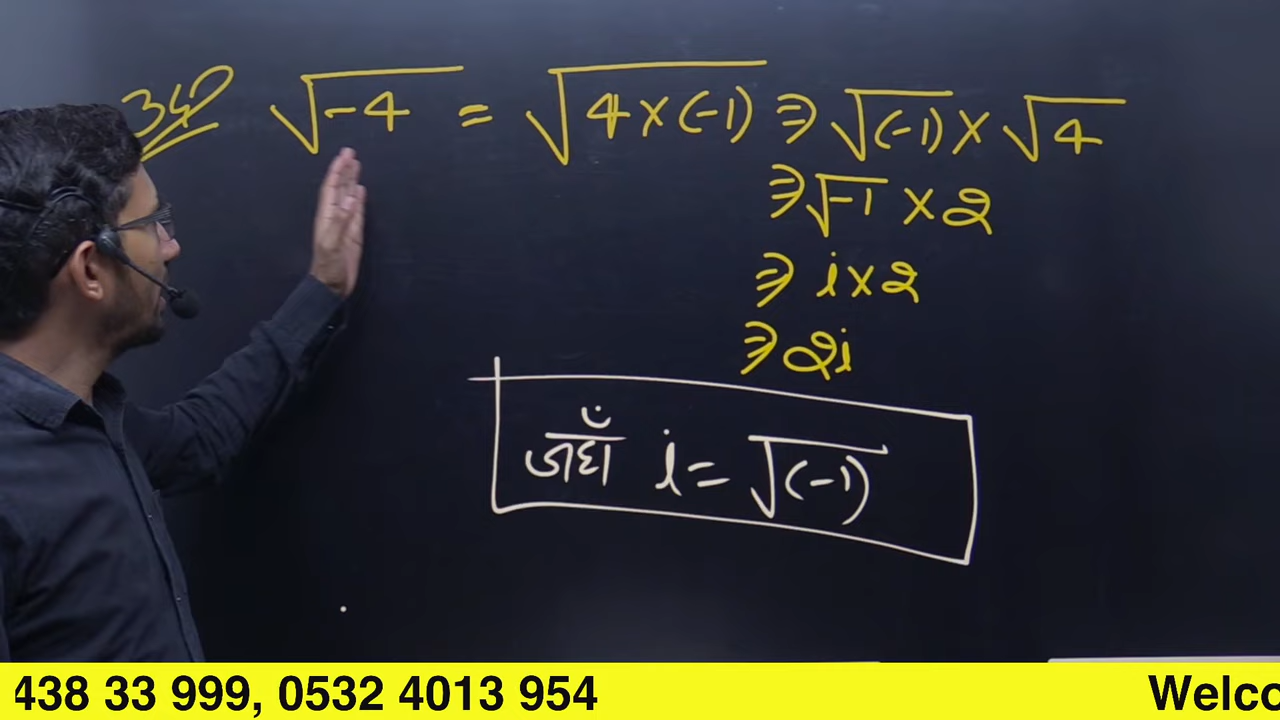 उदा० √-4 = √4×(-1) ⇒ √(-1) × √4
⇒ √-1 × 2
⇒ i×2
⇒ 2i
जहाँ i = √(-1)
438 33 999, 0532 4013 954
Welco